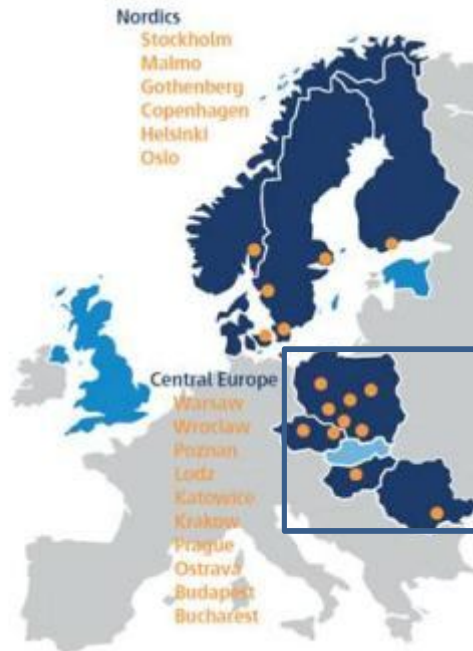 Nordics
Stockholm
Malmo
Gothenberg
Copenhagen
Helsinki
Oslo
Central Europe
Warsaw
Wroclaw
Poznan
Lodz
Katowice
Krakow
Prague
Ostrava
Budapest
Bucharest